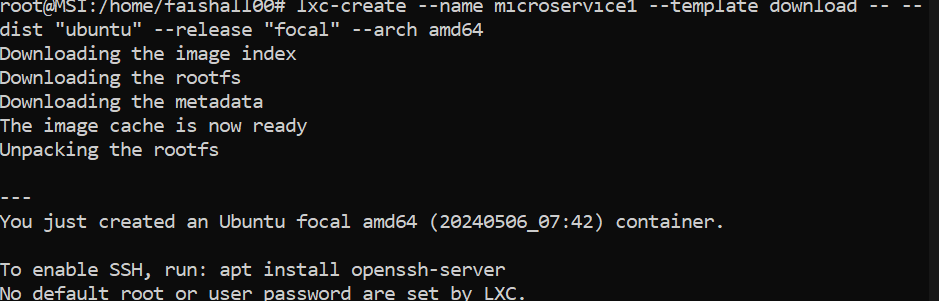 root@MSI:/home/faishall00# lxc-create --name microservice1 --template download -- --
dist "ubuntu" --release "focal" --arch amd64
Downloading the image index
Downloading the rootfs
Downloading the metadata
The image cache is now ready
Unpacking the rootfs
---
You just created an Ubuntu focal amd64 (20240506_07:42) container.
To enable SSH, run: apt install openssh-server
No default root or user password are set by LXC.